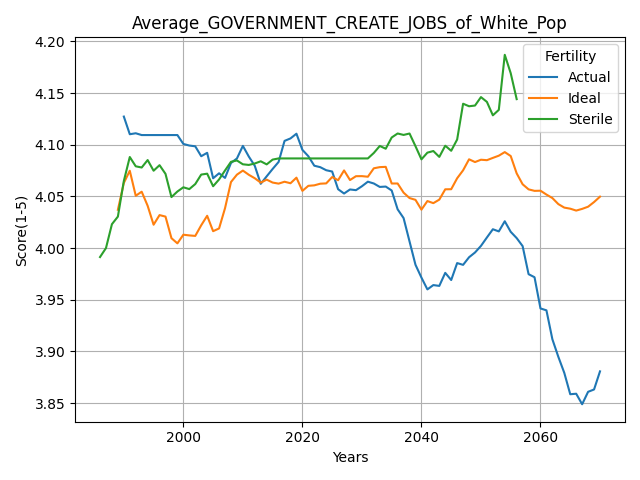 Average_GOVERNMENT_CREATE_JOBS_of_White_Pop
Fertility
Actual
Ideal
Sterile
Score(1-5)
4.20
4.15
4.10
4.05
4.00
3.95
3.90
3.85
2000
2020
2040
2060
Years